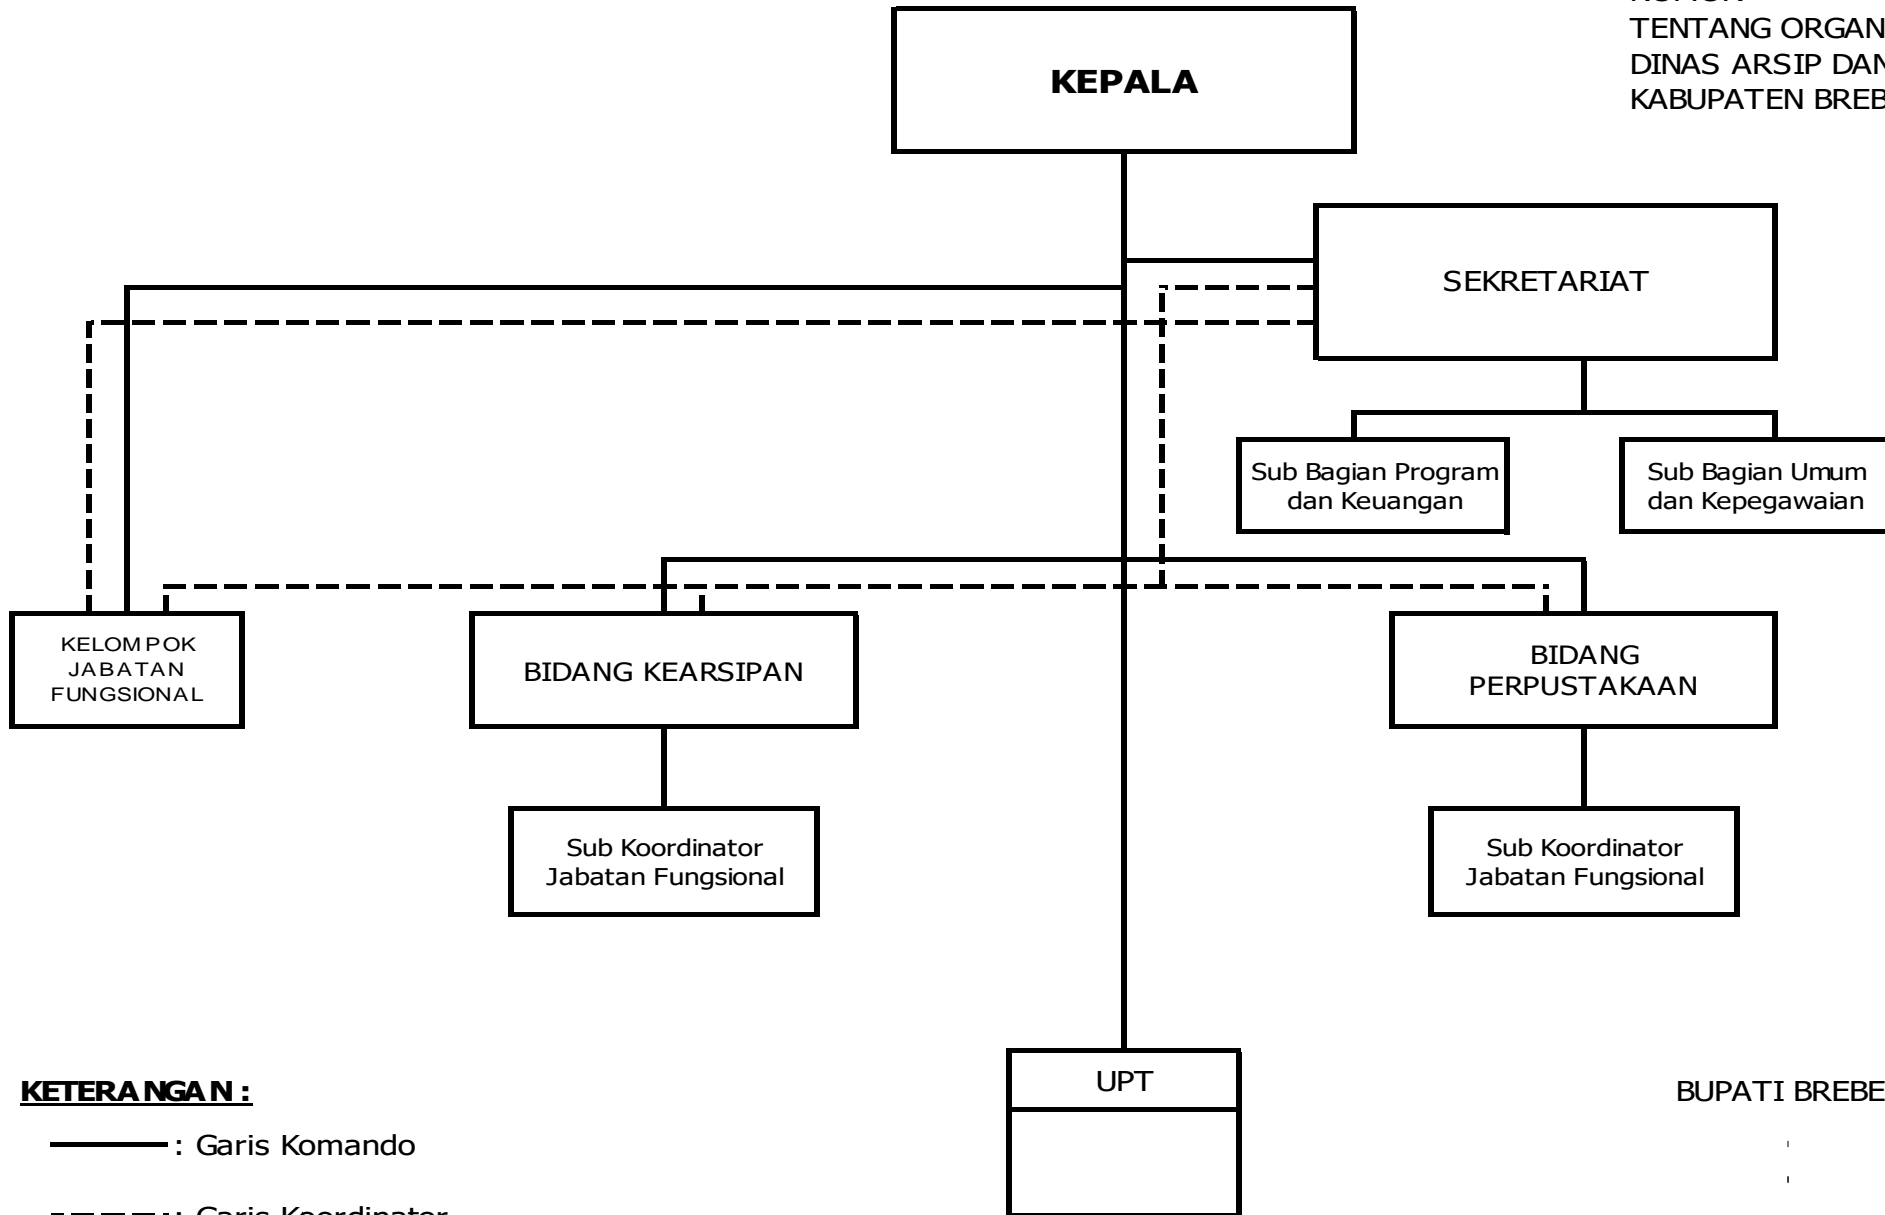 TENTANG ORGAN
DINAS ARSIP DAN
KABUPATEN BREB
KEPALA
SEKRETARIAT
Sub Bagian Program
dan Keuangan
Sub Bagian Umum
dan Kepegawaian
KELOMPOK
JABATAN
FUNGSIONAL
BIDANG KEARSIPAN
BIDANG
PERPUSTAKAAN
Sub Koordinator
Jabatan Fungsional
Sub Koordinator
Jabatan Fungsional
UPT
KETERANGAN :
: Garis Komando
: Garis Koordinator
BUPATI BREBE